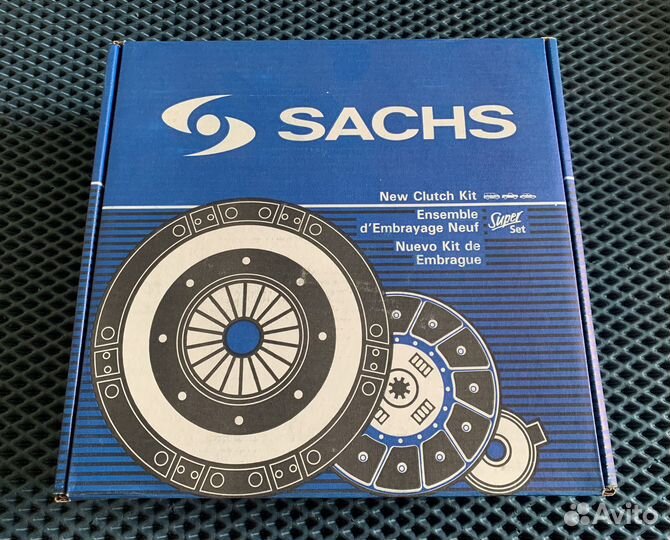 SACHS
New Clutch Kit
Ensemble
d'Embrayage Neuf
Super
Set
Nuevo Kit de
Embrague
Avito